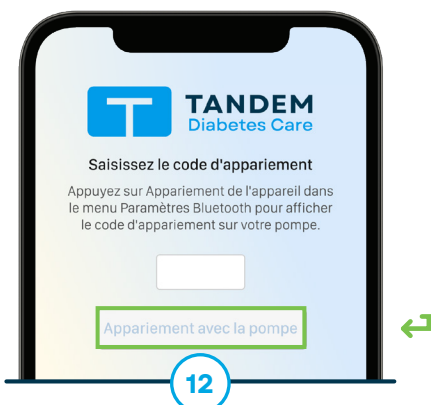 TANDEM
Diabetes Care
Saisissez le code d'appariement
Appuyez sur Appariement de l'appareil dans
le menu Paramètres Bluetooth pour afficher
le code d'appariement sur votre pompe.
Appariement avec la pompe
12